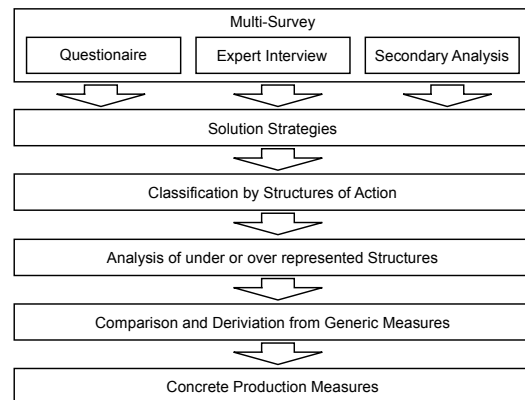 Multi-Survey
Questionaire
Expert Interview
Secondary Analysis
Solution Strategies
Classification by Structures of Action
Analysis of under or over represented Structures
Comparison and Deriviation from Generic Measures
Concrete Production Measures